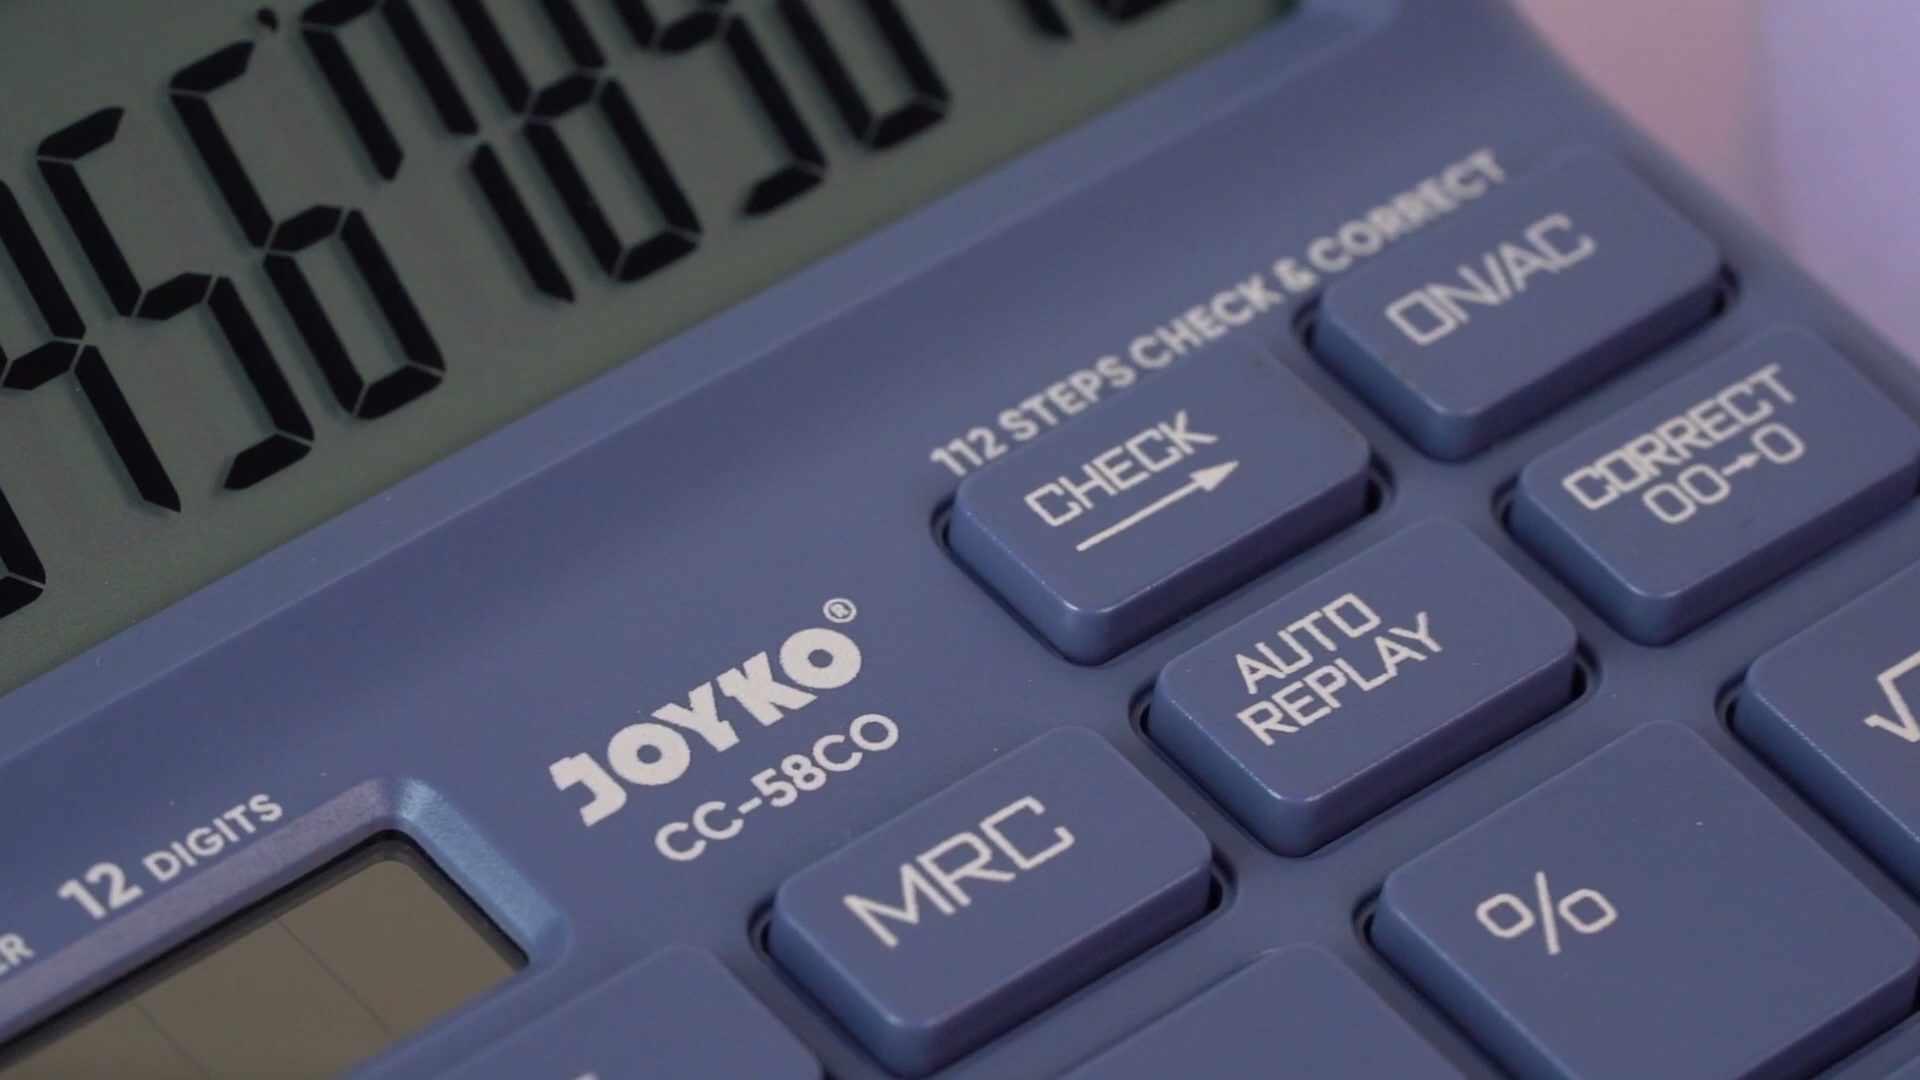 112 STEPS CHECK & CORRECT
ON/AC
CHECK
CORRECT
00→0
AUTO
REPLAY
JOYKO®
CC-58CO
MRC
%
√
12 DIGITS